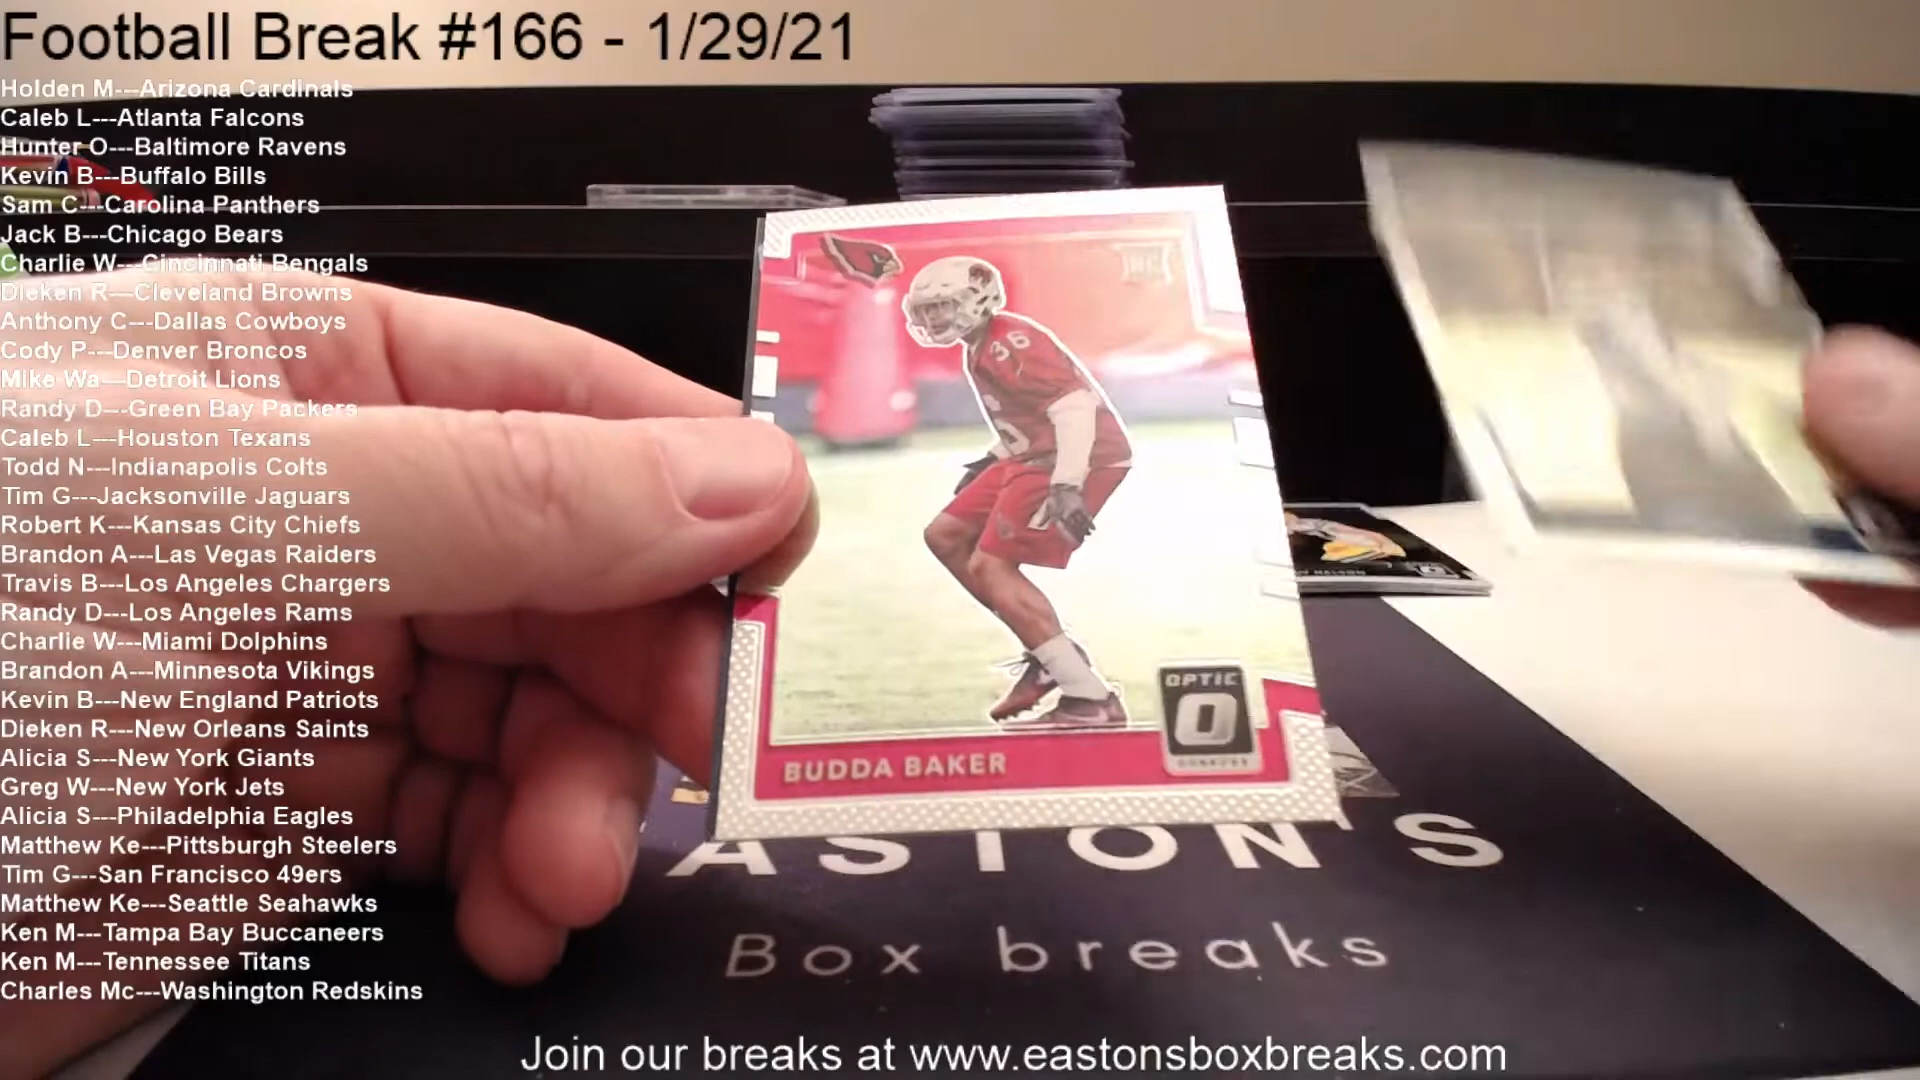 Football Break #166 - 1/29/21
Holden M---Arizona Cardinals
Caleb L---Atlanta Falcons
Hunter O---Baltimore Ravens
Kevin B---Buffalo Bills
Sam C---Carolina Panthers
Jack B---Chicago Bears
Charlie W---Cincinnati Bengals
Dieken R---Cleveland Browns
Anthony C---Dallas Cowboys
Cody P---Denver Broncos
Mike Wa---Detroit Lions
Randy D---Green Bay Packers
Caleb L---Houston Texans
Todd N---Indianapolis Colts
Tim G---Jacksonville Jaguars
Robert K---Kansas City Chiefs
Brandon A---Las Vegas Raiders
Travis B---Los Angeles Chargers
Randy D---Los Angeles Rams
Charlie W---Miami Dolphins
Brandon A---Minnesota Vikings
Kevin B---New England Patriots
Dieken R---New Orleans Saints
Alicia S---New York Giants
Greg W---New York Jets
Alicia S---Philadelphia Eagles
Matthew Ke---Pittsburgh Steelers
Tim G---San Francisco 49ers
Matthew Ke---Seattle Seahawks
Ken M---Tampa Bay Buccaneers
Ken M---Tennessee Titans
Charles Mc---Washington Redskins
36
OPTIC
DONRUSS
BUDDA BAKER
NELSON
ASTON'S
Box breaks
Join our breaks at www.eastonsboxbreaks.com